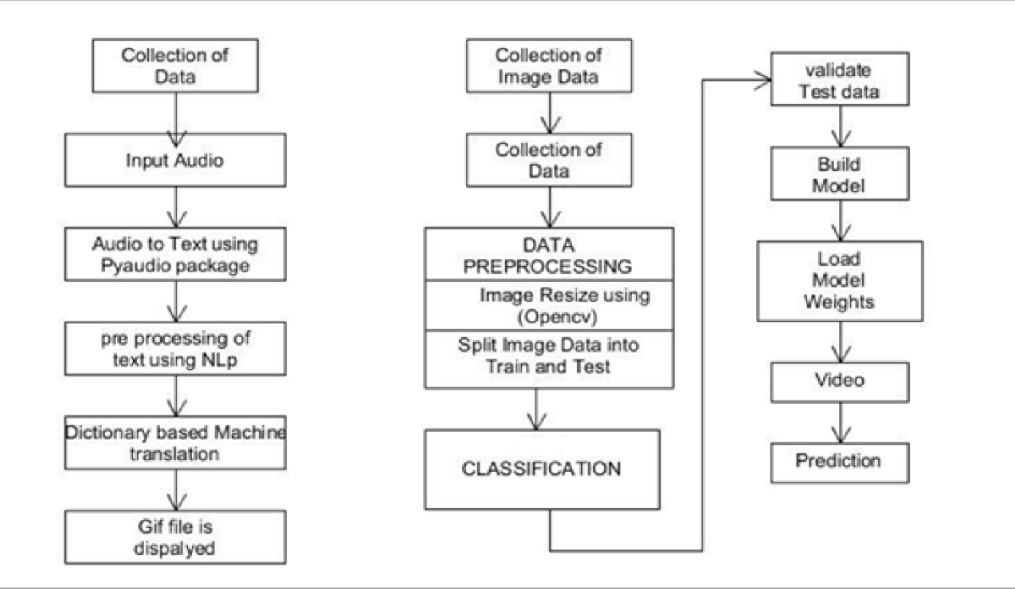 Collection of
Data
Input Audio
Audio to Text using
Pyaudio package
pre processing of
text using NLp
Dictionary based Machine
translation
Gif file is
dispalyed
Collection of
Image Data
Collection of
Data
DATA
PREPROCESSING
Image Resize using
(Opencv)
Split Image Data into
Train and Test
CLASSIFICATION
validate
Test data
Build
Model
Load
Model
Weights
Video
Prediction